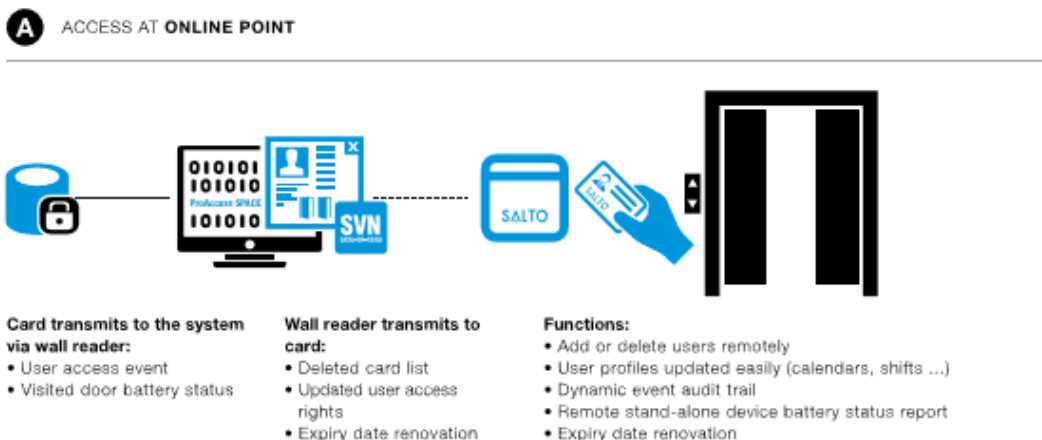 A ACCESS AT ONLINE POINT
010101
101010
ProAccess SPACE
101010
X
SVN
DATA-ON-CARD
SALTO
SALTO
Card transmits to the system
via wall reader:
• User access event
• Visited door battery status
Wall reader transmits to
card:
• Deleted card list
• Updated user access
rights
• Expiry date renovation
Functions:
• Add or delete users remotely
• User profiles updated easily (calendars, shifts ...)
• Dynamic event audit trail
• Remote stand-alone device battery status report
• Expiry date renovation